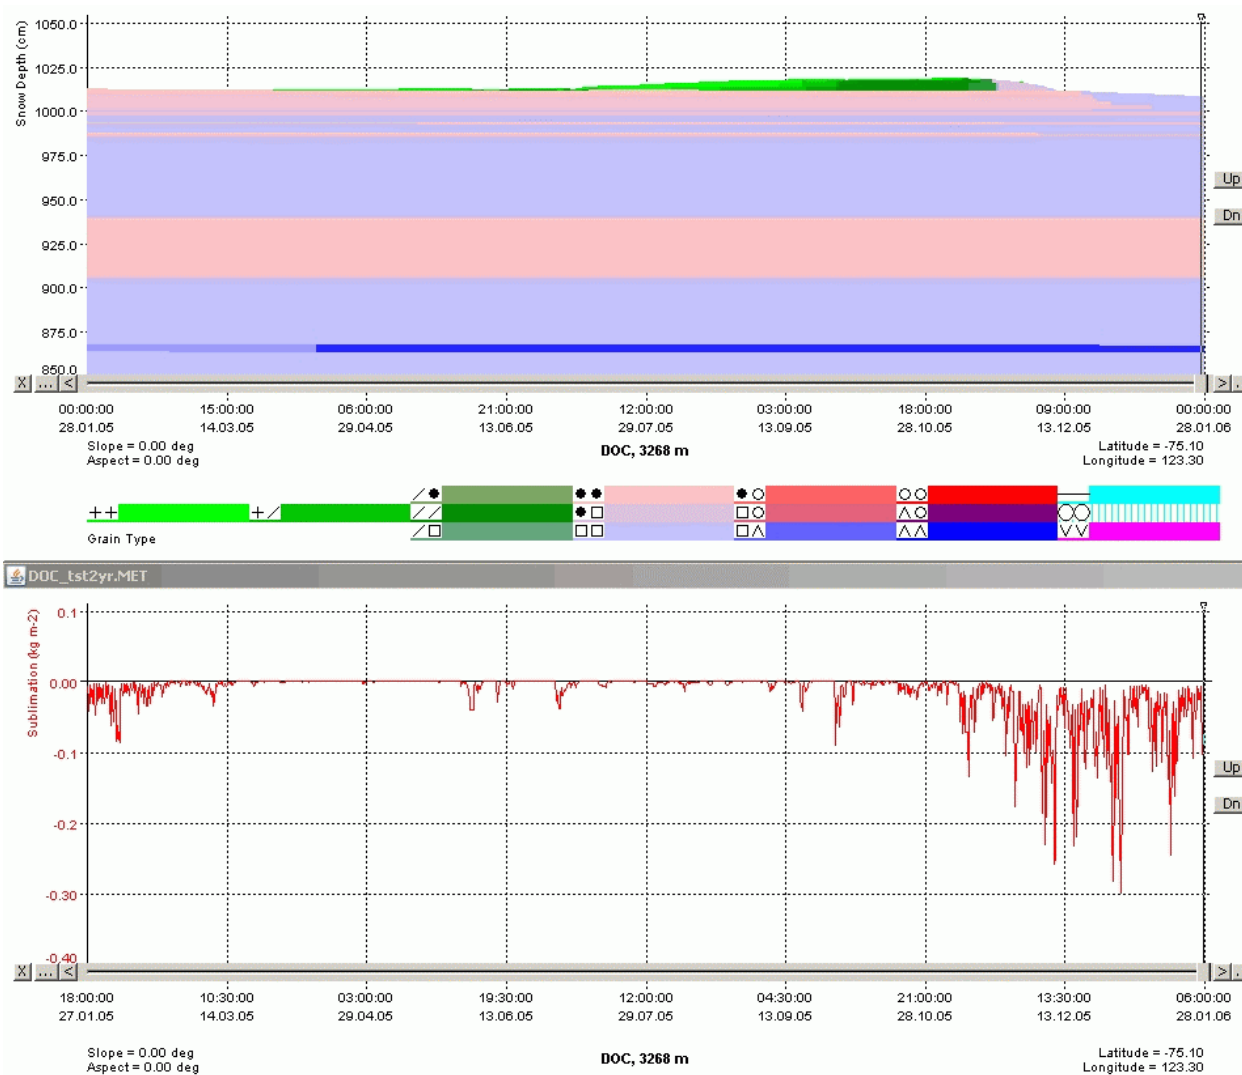 Snow Depth (cm)
1050.0
1025.0
1000.0
975.0
950.0
925.0
900.0
875.0
850.0
Up
Dn
X ... < > .
00:00:00 15:00:00 06:00:00 21:00:00 12:00:00 03:00:00 18:00:00 09:00:00 00:00:00
28.01.05 14.03.05 29.04.05 13.06.05 29.07.05 13.09.05 28.10.05 13.12.05 28.01.06
Slope = 0.00 deg DOC, 3268 m Latitude = -75.10
Aspect = 0.00 deg Longitude = 123.30
Grain Type
DOC_tst2yr.MET
Sublimation (kg m-2)
0.1
0.00
-0.1
-0.2
-0.30
-0.40
Up
Dn
X ... < > .
18:00:00 10:30:00 03:00:00 19:30:00 12:00:00 04:30:00 21:00:00 13:30:00 06:00:00
27.01.05 14.03.05 29.04.05 13.06.05 29.07.05 13.09.05 28.10.05 13.12.05 28.01.06
Slope = 0.00 deg DOC, 3268 m Latitude = -75.10
Aspect = 0.00 deg Longitude = 123.30